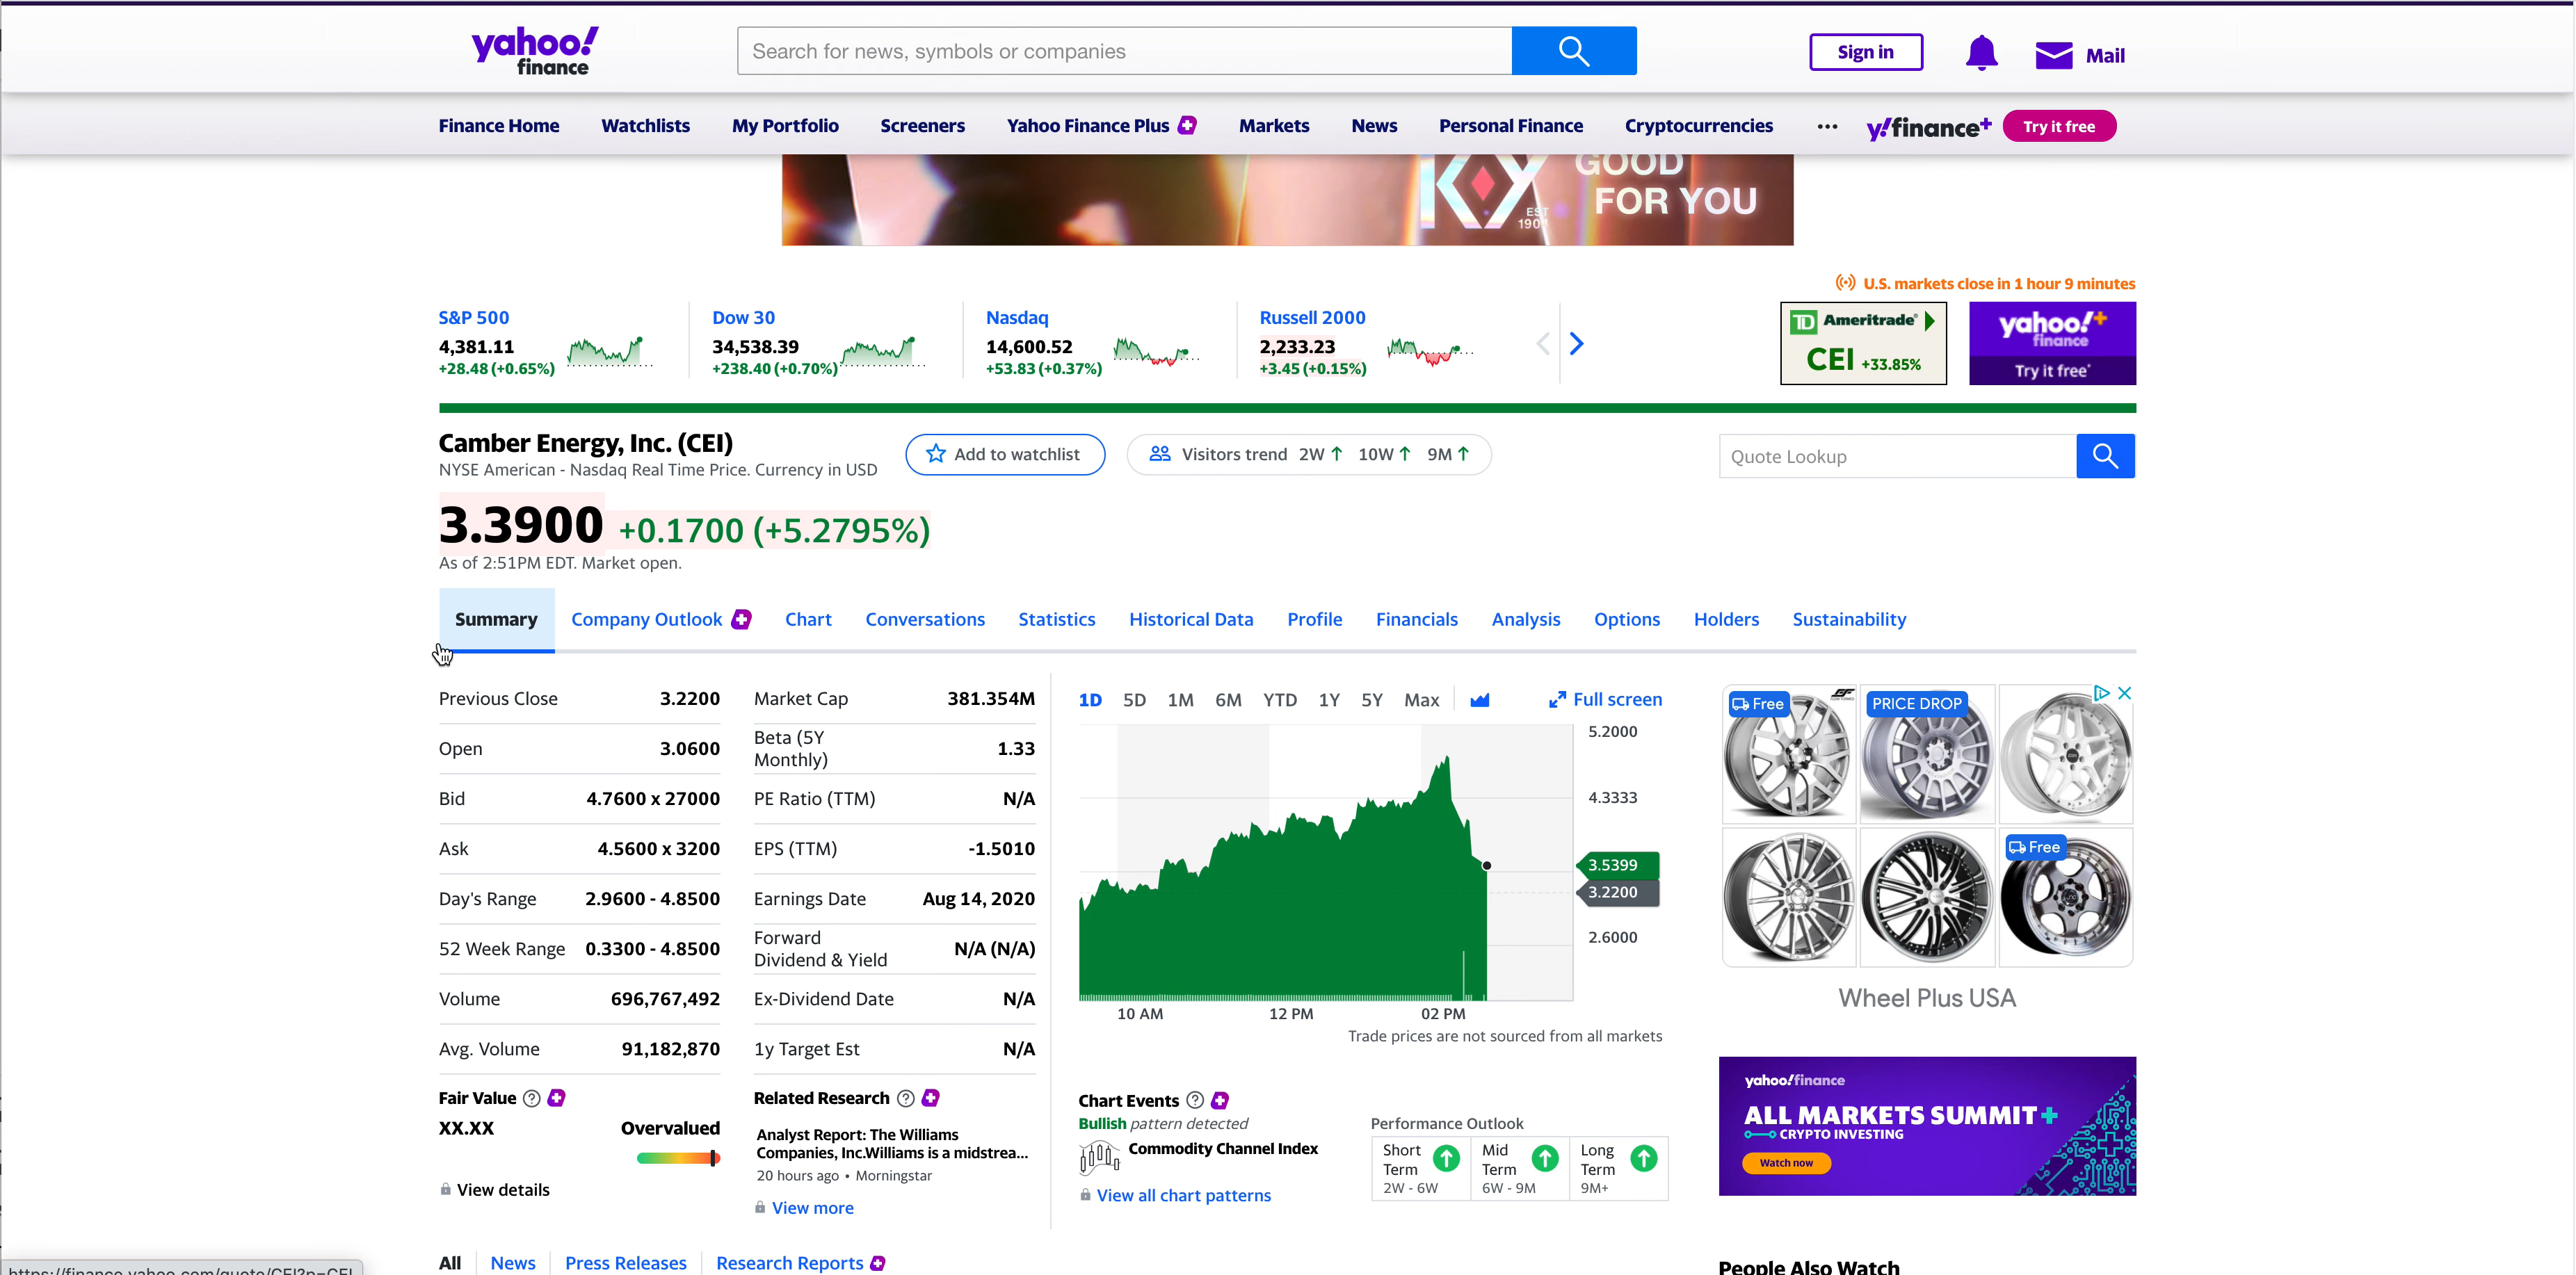 yahoo!
finance
Search for news, symbols or companies
Sign in
Mail
Finance Home Watchlists My Portfolio Screeners Yahoo Finance Plus Markets News Personal Finance Cryptocurrencies ••• y!finance+ Try it free
KY
EST
GOOD
FOR YOU
U.S. markets close in 1 hour 9 minutes
S&P 500
4,381.11
+28.48 (+0.65%)
Dow 30
34,538.39
+238.40 (+0.70%)
Nasdaq
14,600.52
+53.83 (+0.37%)
Russell 2000
2,233.23
+3.45 (+0.15%)
TD Ameritrade
CEI +33.85%
yahoo!+
finance
Try it free*
Camber Energy, Inc. (CEI)
NYSE American - Nasdaq Real Time Price. Currency in USD
Add to watchlist
Visitors trend 2W ↑ 10W ↑ 9M ↑
Quote Lookup
3.3900 +0.1700 (+5.2795%)
As of 2:51PM EDT. Market open.
Summary Company Outlook Chart Conversations Statistics Historical Data Profile Financials Analysis Options Holders Sustainability
Previous Close 3.2200
Open 3.0600
Bid 4.7600 x 27000
Ask 4.5600 x 3200
Day's Range 2.9600 - 4.8500
52 Week Range 0.3300 - 4.8500
Volume 696,767,492
Avg. Volume 91,182,870
Market Cap 381.354M
Beta (5Y
Monthly) 1.33
PE Ratio (TTM) N/A
EPS (TTM) -1.5010
Earnings Date Aug 14, 2020
Forward
Dividend & Yield N/A (N/A)
Ex-Dividend Date N/A
1y Target Est N/A
1D 5D 1M 6M YTD 1Y 5Y Max Full screen
5.2000
4.3333
3.5399
3.2200
2.6000
10 AM 12 PM 02 PM
Trade prices are not sourced from all markets
Free
PRICE DROP
Free
Wheel Plus USA
Fair Value
XX.XX Overvalued
View details
Related Research
Analyst Report: The Williams
Companies, Inc.Williams is a midstrea...
20 hours ago • Morningstar
View more
Chart Events
Bullish pattern detected
Commodity Channel Index
View all chart patterns
Performance Outlook
Short
Term
2W - 6W
Mid
Term
6W - 9M
Long
Term
9M+
yahoo!finance
ALL MARKETS SUMMIT+
CRYPTO INVESTING
Watch now
All News Press Releases Research Reports
People Also Watch
https://finance.yahoo.com/quote/CEI?p=CEI